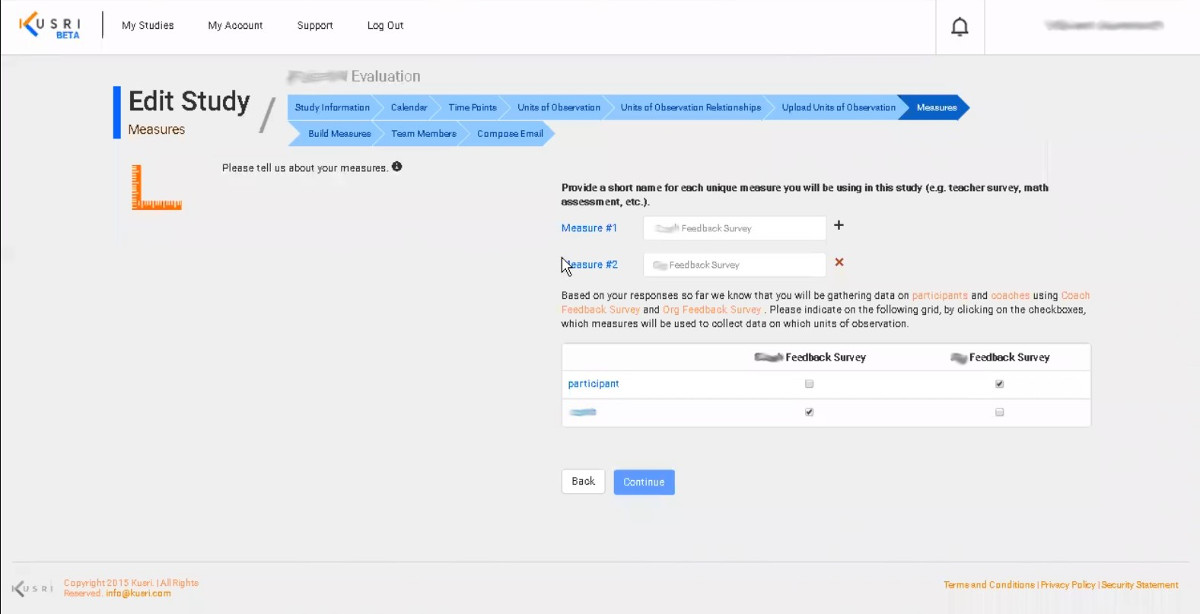 KUSRI
BETA
My Studies
My Account
Support
Log Out
Evaluation
Edit Study
Measures
Study Information
Calendar
Time Points
Units of Observation
Units of Observation Relationships
Upload Units of Observation
Measures
Build Measures
Team Members
Compose Email
Please tell us about your measures.
Provide a short name for each unique measure you will be using in this study (e.g. teacher survey, math
assessment, etc.).
Measure #1
Feedback Survey
Measure #2
Feedback Survey
Based on your responses so far we know that you will be gathering data on participants and coaches using Coach
Feedback Survey and Org Feedback Survey . Please indicate on the following grid, by clicking on the checkboxes,
which measures will be used to collect data on which units of observation.
Feedback Survey
Feedback Survey
participant
Back
Continue
KUSRI
Copyright 2015 Kusri. | All Rights
Reserved. info@kusri.com
Terms and Conditions | Privacy Policy | Security Statement